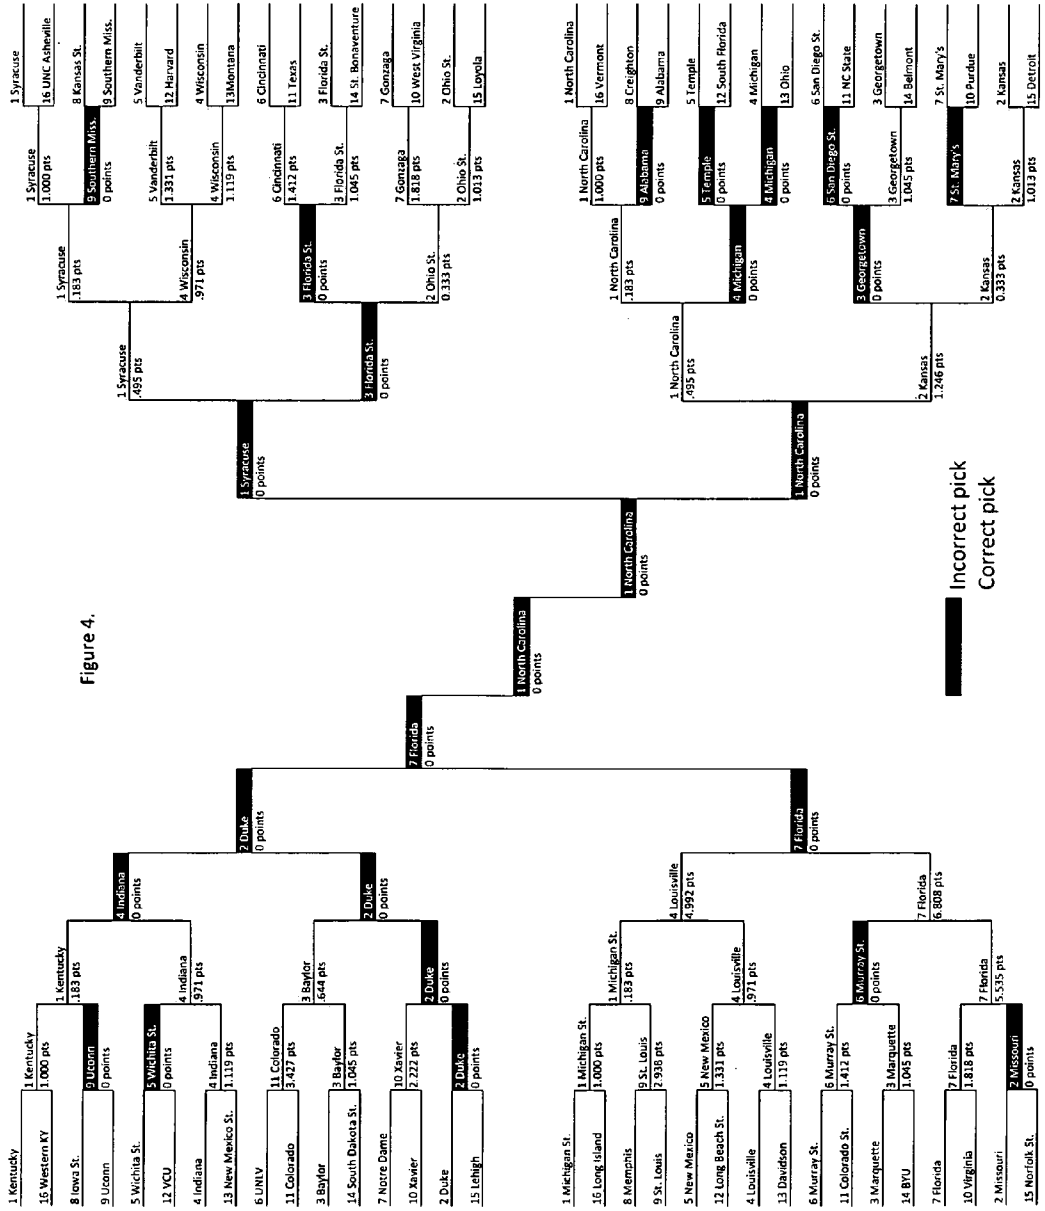 Figure 4.
1 Kentucky
16 Western KY
8 Iowa St.
9 Uconn
5 Wichita St.
12 VCU
4 Indiana
13 New Mexico St.
6 UNLV
11 Colorado
3 Baylor
14 South Dakota St.
7 Notre Dame
10 Xavier
2 Duke
15 Lehigh
1 Michigan St.
16 Long Island
8 Memphis
9 St. Louis
5 New Mexico
12 Long Beach St.
4 Louisville
13 Davidson
6 Murray St.
11 Colorado St.
3 Marquette
14 BYU
7 Florida
10 Virginia
2 Missouri
15 Norfolk St.
1 Kentucky
1.000 pts
9 Uconn
0 points
5 Wichita St.
0 points
4 Indiana
1.119 pts
11 Colorado
3.427 pts
3 Baylor
1.045 pts
10 Xavier
2.222 pts
2 Duke
0 points
1 Michigan St.
1.000 pts
9 St. Louis
2.938 pts
5 New Mexico
1.331 pts
4 Louisville
1.119 pts
6 Murray St.
1.412 pts
3 Marquette
1.045 pts
7 Florida
1.818 pts
2 Missouri
0 points
1 Kentucky
.183 pts
4 Indiana
.971 pts
3 Baylor
.644 pts
2 Duke
0 points
1 Michigan St.
.183 pts
4 Louisville
.971 pts
6 Murray St.
0 points
7 Florida
5.535 pts
4 Indiana
0 points
2 Duke
0 points
4 Louisville
4.992 pts
7 Florida
6.808 pts
2 Duke
0 points
7 Florida
0 points
7 Florida
0 points
1 North Carolina
0 points
1 North Carolina
0 points
1 Syracuse
0 points
1 North Carolina
0 points
1 Syracuse
.495 pts
3 Florida St.
0 points
1 North Carolina
.495 pts
2 Kansas
1.246 pts
1 Syracuse
.183 pts
4 Wisconsin
.971 pts
3 Florida St.
0 points
2 Ohio St.
0.333 pts
1 North Carolina
.183 pts
4 Michigan
0 points
3 Georgetown
0 points
2 Kansas
0.333 pts
1 Syracuse
1.000 pts
9 Southern Miss.
0 points
5 Vanderbilt
1.331 pts
4 Wisconsin
1.119 pts
6 Cincinnati
1.412 pts
3 Florida St.
1.045 pts
7 Gonzaga
1.818 pts
2 Ohio St.
1.013 pts
1 North Carolina
1.000 pts
9 Alabama
0 points
5 Temple
0 points
4 Michigan
0 points
6 San Diego St.
0 points
3 Georgetown
1.045 pts
7 St. Mary's
0 points
2 Kansas
1.013 pts
1 Syracuse
16 UNC Asheville
8 Kansas St.
9 Southern Miss.
5 Vanderbilt
12 Harvard
4 Wisconsin
13Montana
6 Cincinnati
11 Texas
3 Florida St.
14 St. Bonaventure
7 Gonzaga
10 West Virginia
2 Ohio St.
15 Loyola
1 North Carolina
16 Vermont
8 Creighton
9 Alabama
5 Temple
12 South Florida
4 Michigan
13 Ohio
6 San Diego St.
11 NC State
3 Georgetown
14 Belmont
7 St. Mary's
10 Purdue
2 Kansas
15 Detroit
Incorrect pick
Correct pick